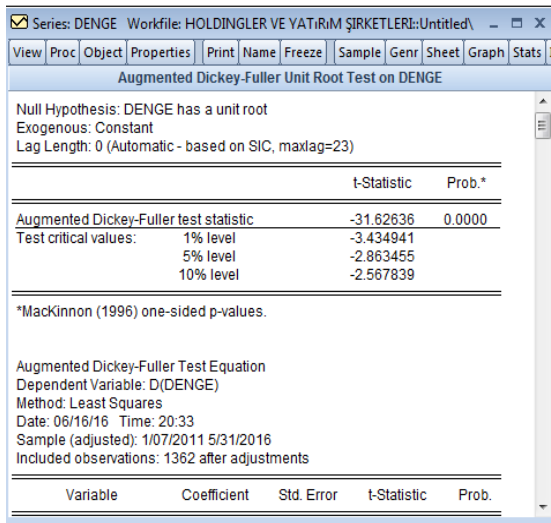 Series: DENGE Workfile: HOLDINGLER VE YATıRıM ŞIRKETLERI::Untitled\
View Proc Object Properties Print Name Freeze Sample Genr Sheet Graph Stats
Augmented Dickey-Fuller Unit Root Test on DENGE
Null Hypothesis: DENGE has a unit root
Exogenous: Constant
Lag Length: 0 (Automatic - based on SIC, maxlag=23)
t-Statistic Prob.*
Augmented Dickey-Fuller test statistic -31.62636 0.0000
Test critical values: 1% level -3.434941
5% level -2.863455
10% level -2.567839
*MacKinnon (1996) one-sided p-values.
Augmented Dickey-Fuller Test Equation
Dependent Variable: D(DENGE)
Method: Least Squares
Date: 06/16/16 Time: 20:33
Sample (adjusted): 1/07/2011 5/31/2016
Included observations: 1362 after adjustments
Variable Coefficient Std. Error t-Statistic Prob.